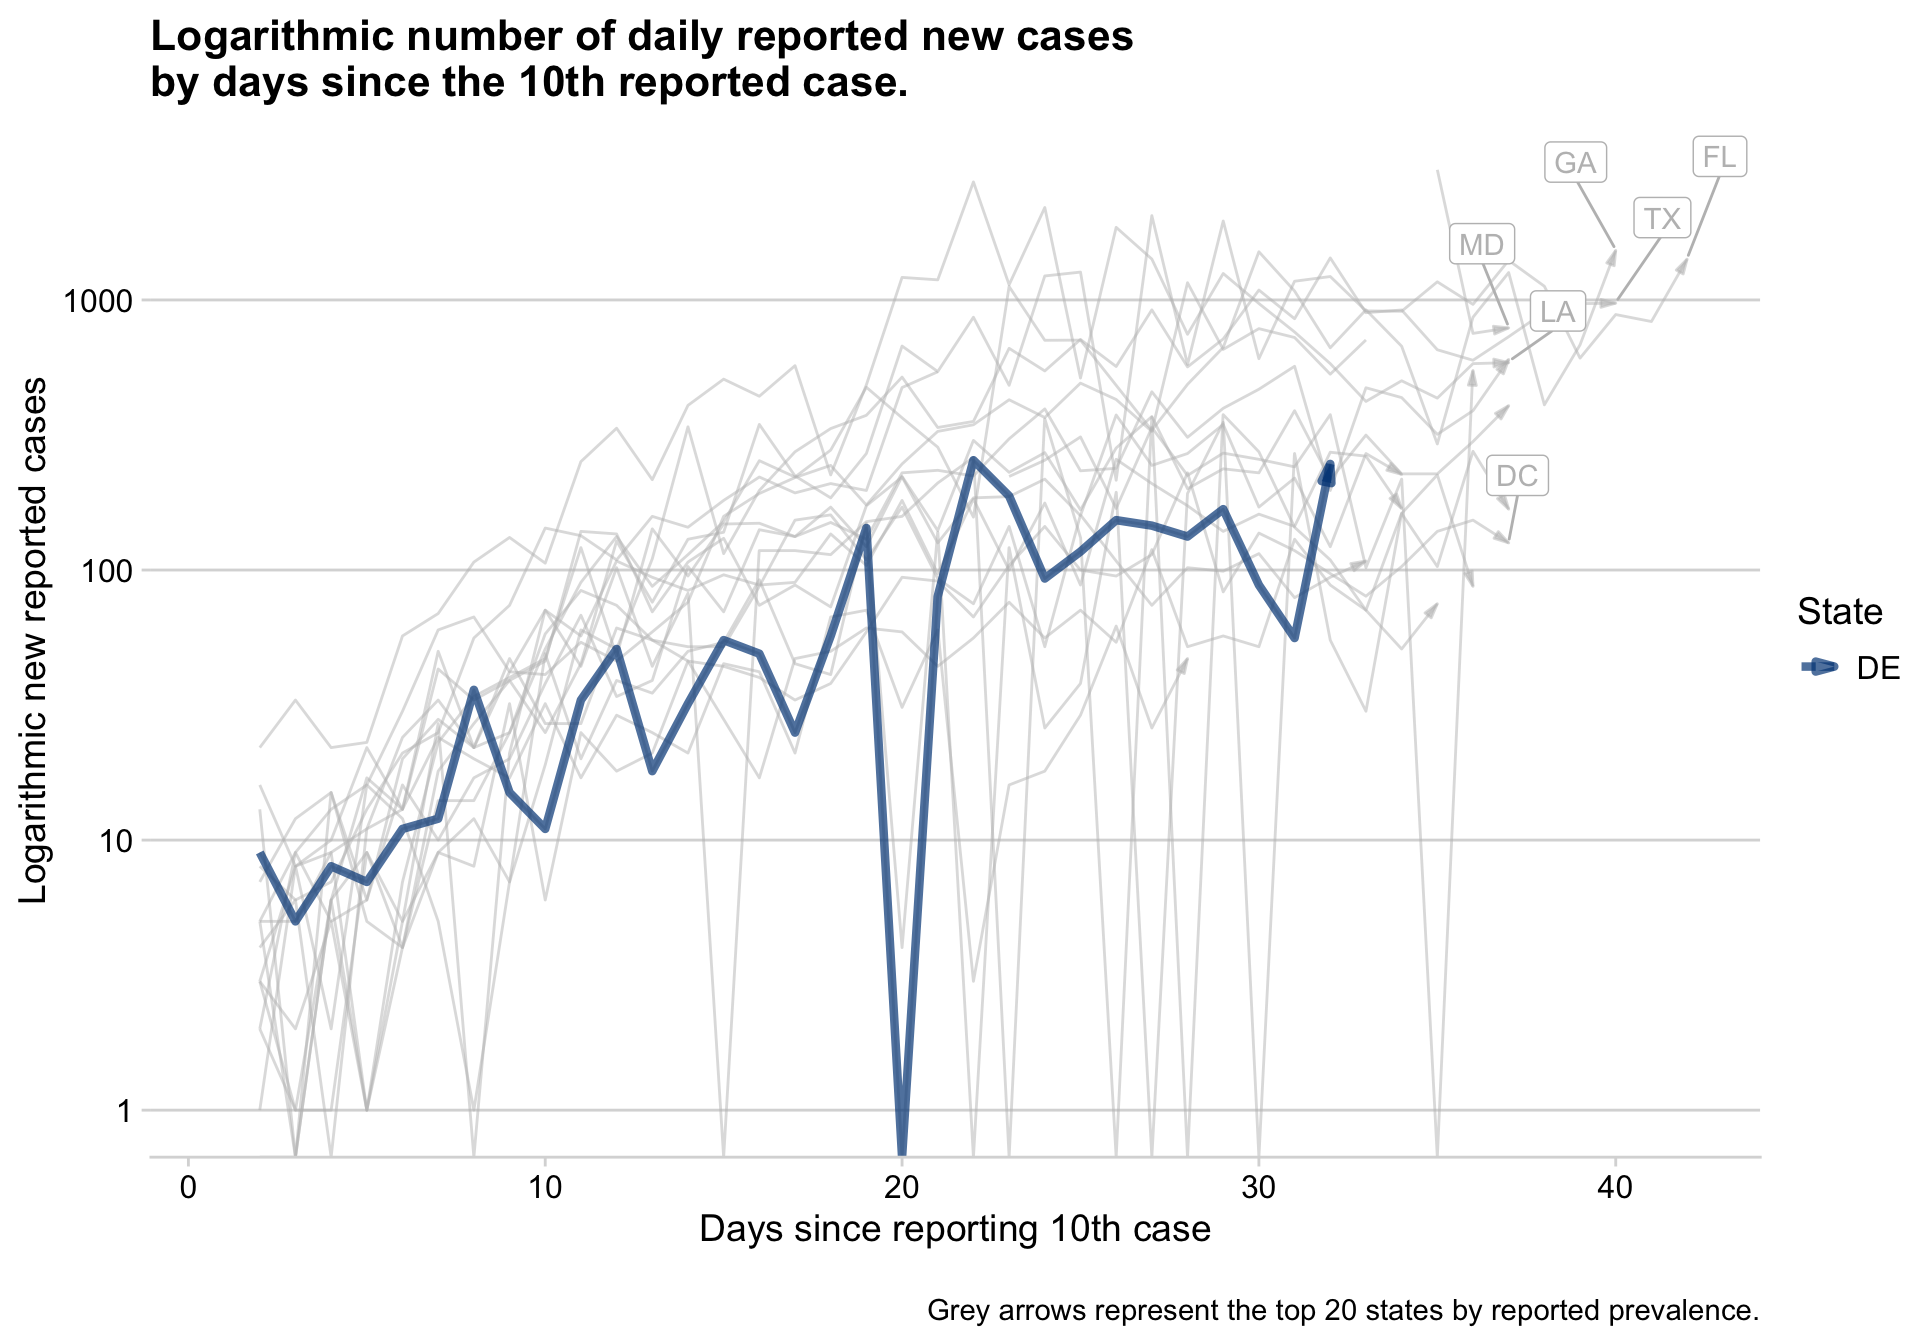 Logarithmic number of daily reported new cases
by days since the 10th reported case.
GA
FL
TX
MD
LA
DC
1000
100
10
1
Logarithmic new reported cases
0
10
20
30
40
Days since reporting 10th case
State
DE
Grey arrows represent the top 20 states by reported prevalence.